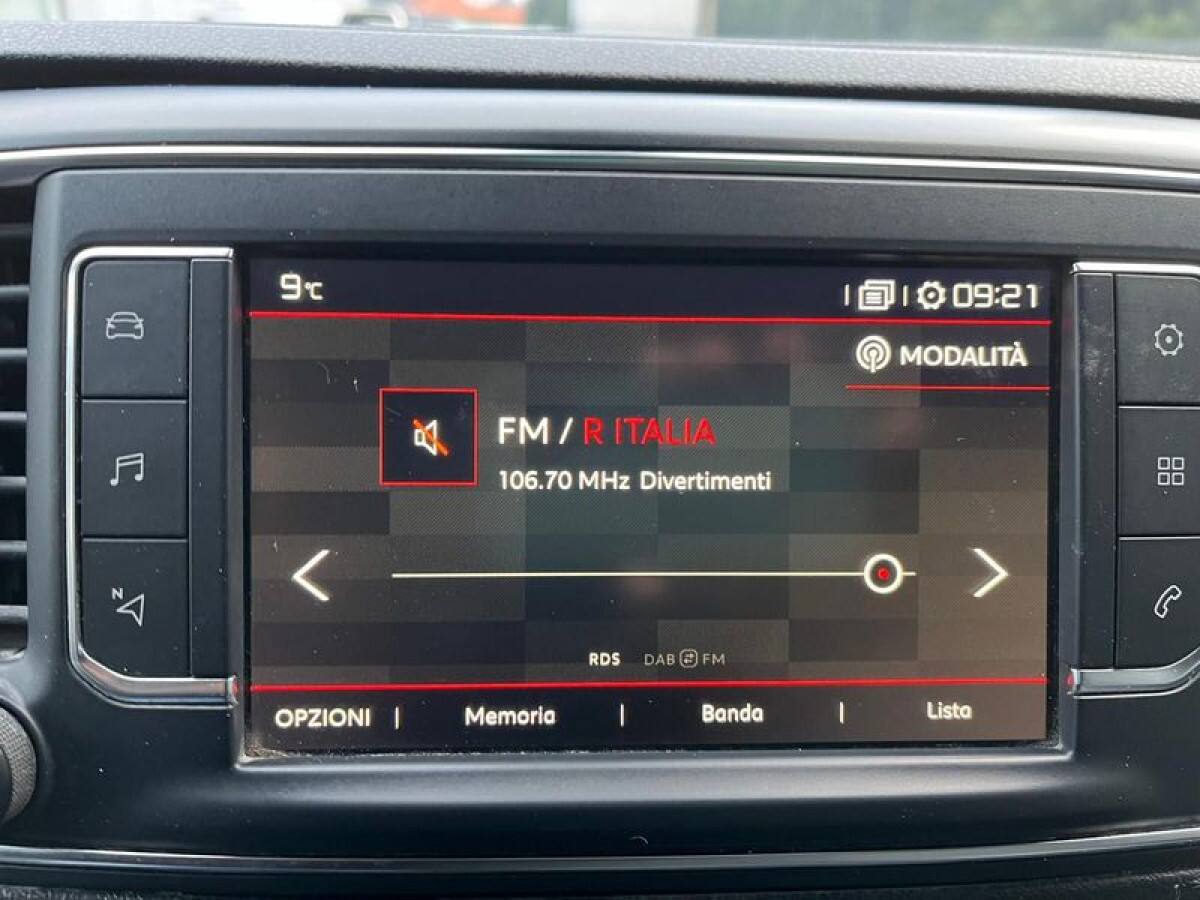 9°C
09:21
MODALITÀ
FM / R ITALIA
106.70 MHz Divertimenti
N
RDS DAB FM
OPZIONI | Memoria | Banda | Lista